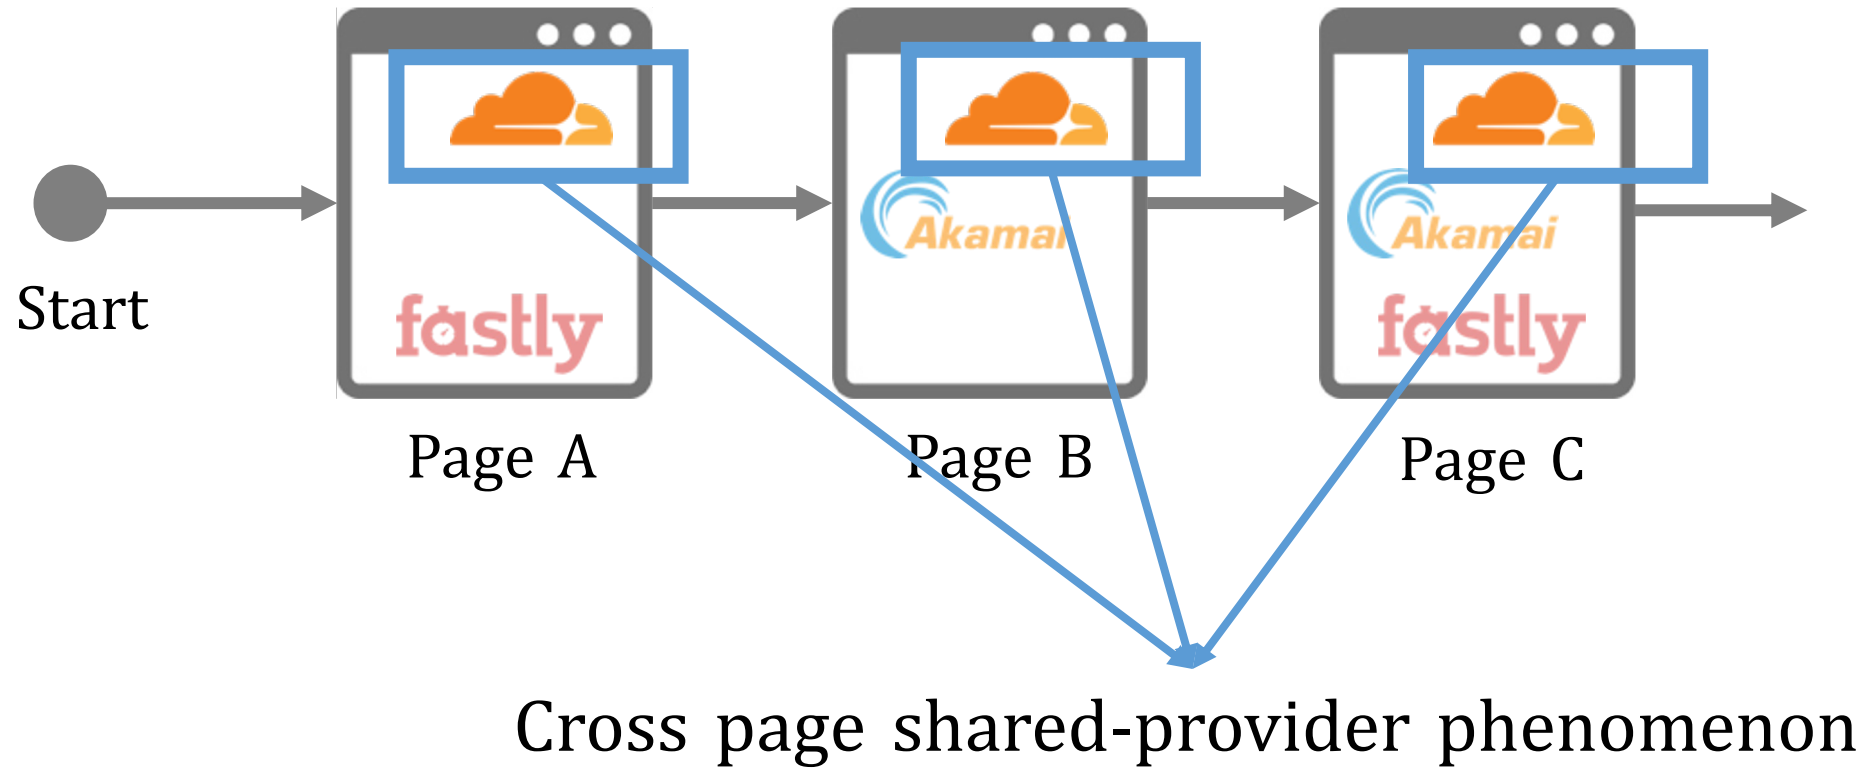 Start
fastly
Page A
Akamai
Page B
Akamai
fastly
Page C
Cross page shared-provider phenomenon